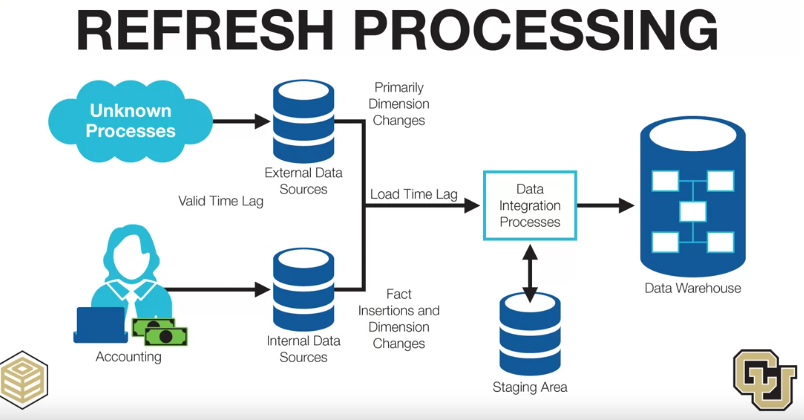 REFRESH PROCESSING
Unknown
Processes
External Data
Sources
Primarily
Dimension
Changes
Valid Time Lag
Load Time Lag
Data
Integration
Processes
Data Warehouse
Accounting
Internal Data
Sources
Fact
Insertions and
Dimension
Changes
Staging Area
CU